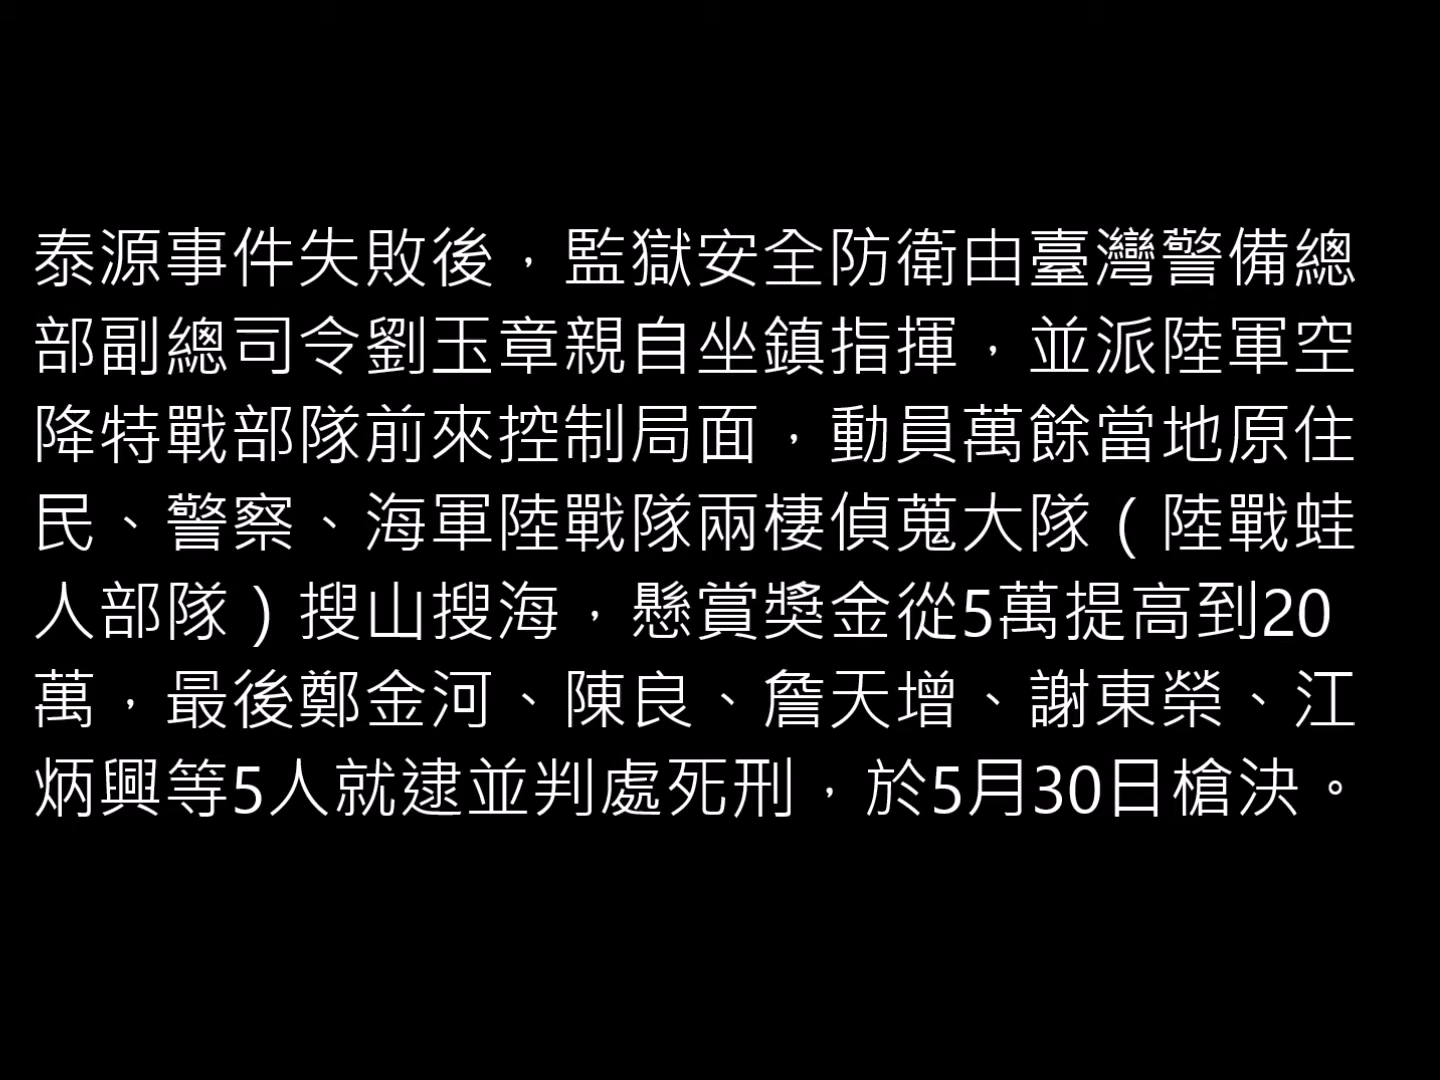 泰源事件失敗後，監獄安全防衛由臺灣警備總
部副總司令劉玉章親自坐鎮指揮，並派陸軍空
降特戰部隊前來控制局面，動員萬餘當地原住
民、警察、海軍陸戰隊兩棲偵蒐大隊（陸戰蛙
人部隊）搜山搜海，懸賞獎金從5萬提高到20
萬，最後鄭金河、陳良、詹天增、謝東榮、江
炳興等5人就逮並判處死刑，於5月30日槍決。